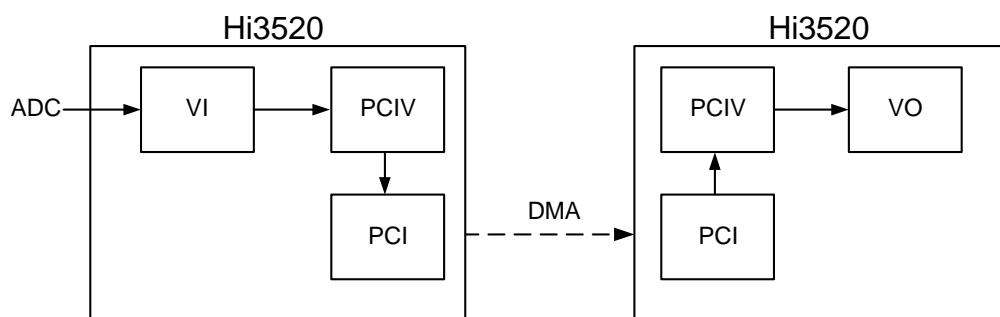 Hi3520
Hi3520
ADC
VI
PCIV
PCIV
VO
DMA
PCI
PCI